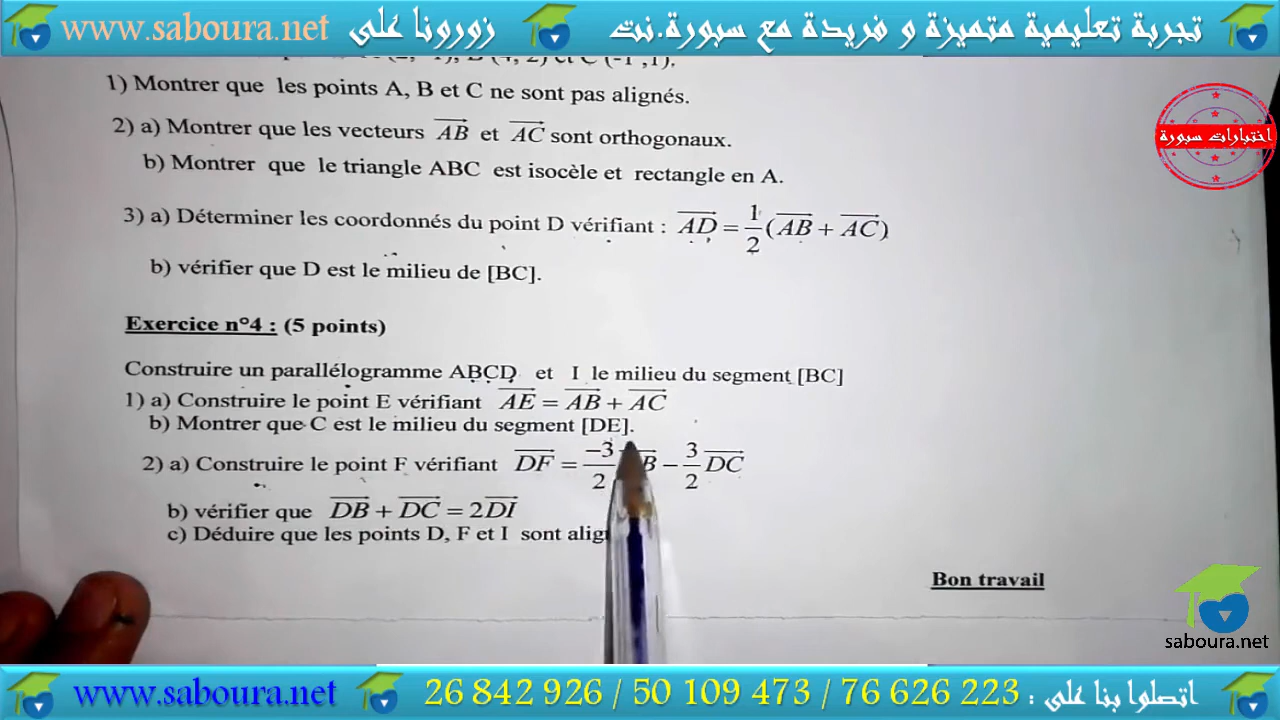 www.saboura.net تجربة تعليمية متميزة و فريدة مع سبورة.نت زورونا على
1) Montrer que les points A, B et C ne sont pas alignés.
2) a) Montrer que les vecteurs AB et AC sont orthogonaux.
b) Montrer que le triangle ABC est isocèle et rectangle en A.
3) a) Déterminer les coordonnés du point D vérifiant : AD = 1/2 (AB + AC)
b) vérifier que D est le milieu de [BC].
Exercice n°4 : (5 points)
Construire un parallélogramme ABCD et I le milieu du segment [BC]
1) a) Construire le point E vérifiant AE = AB + AC
b) Montrer que C est le milieu du segment [DE].
2) a) Construire le point F vérifiant DF = -3/2 B - 3/2 DC
b) vérifier que DB + DC = 2DI
c) Déduire que les points D, F et I sont
Bon travail
اختبارات سبورة
saboura.net
www.saboura.net 26 842 926 / 50 109 473 / 76 626 223 : اتصلوا بنا على